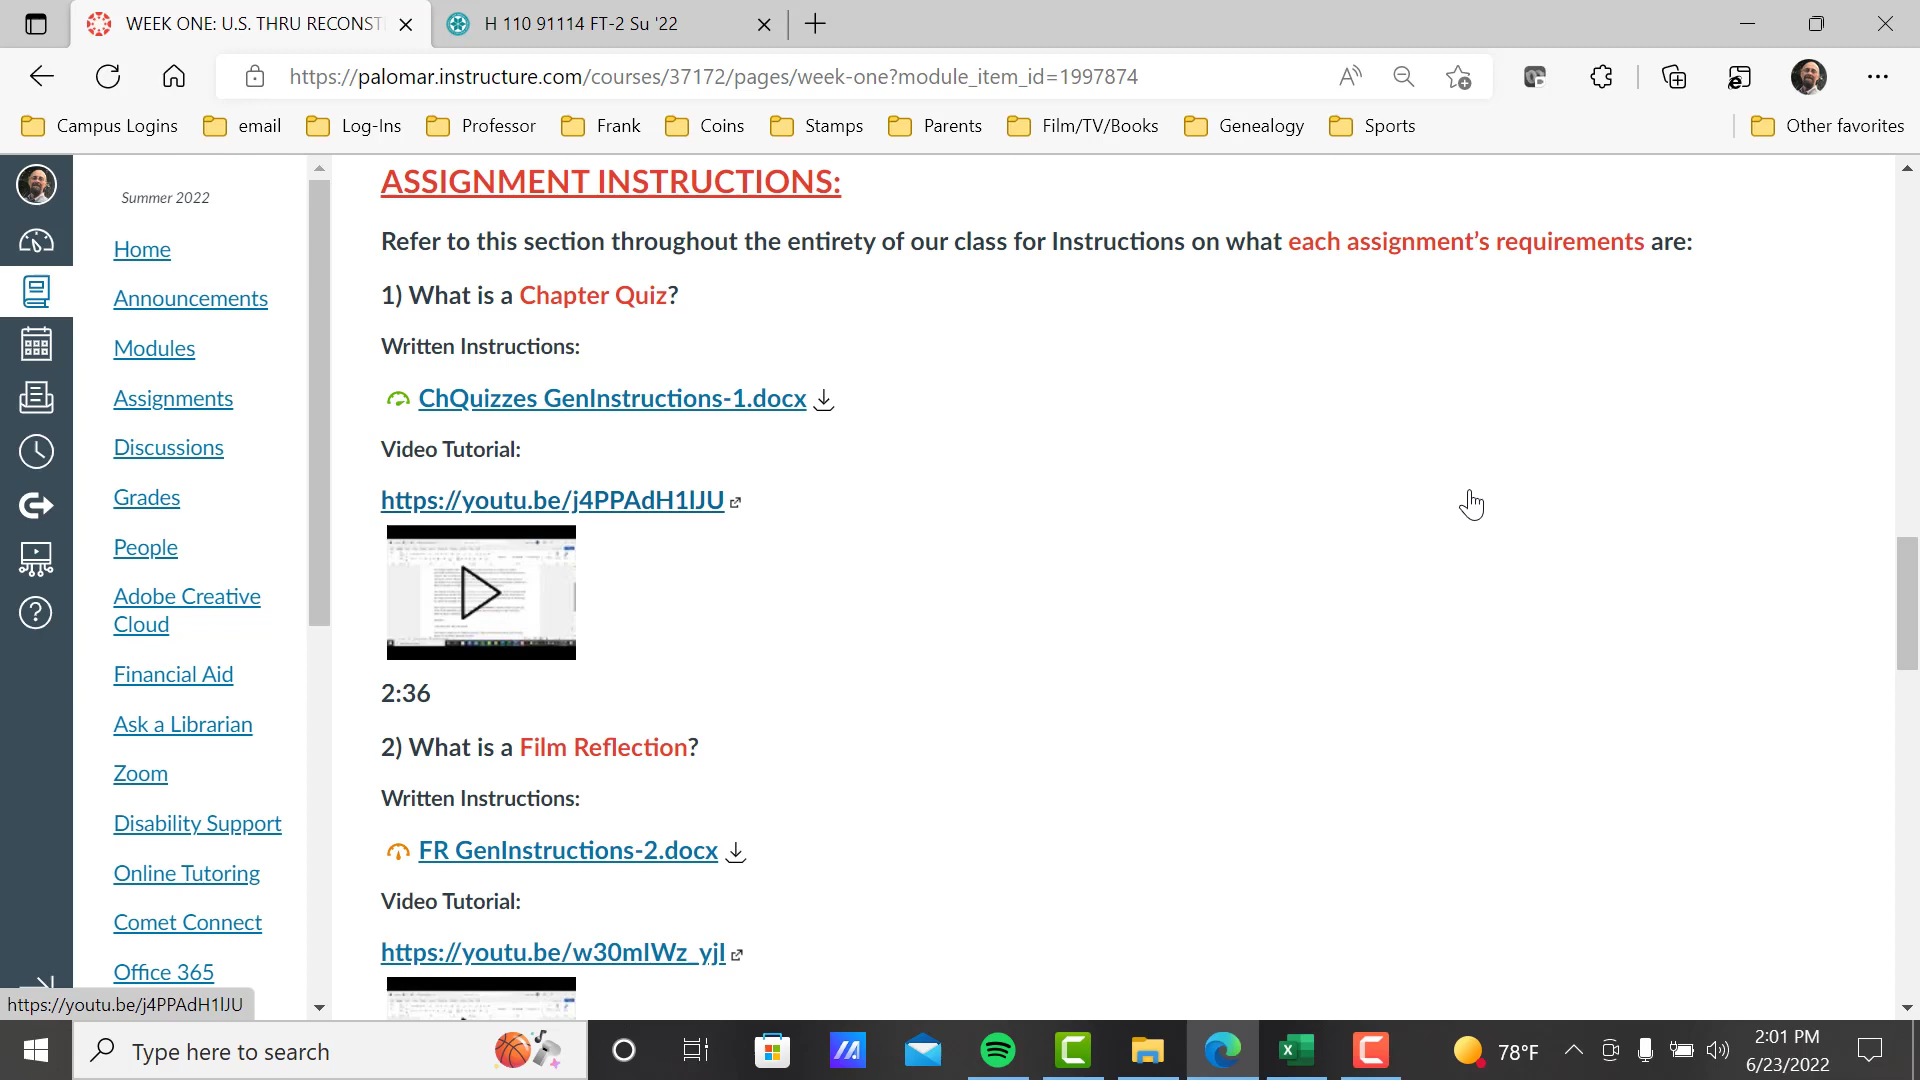 WEEK ONE: U.S. THRU RECONST
H 110 91114 FT-2 Su '22
https://palomar.instructure.com/courses/37172/pages/week-one?module_item_id=1997874
Campus Logins
email
Log-Ins
Professor
Frank
Coins
Stamps
Parents
Film/TV/Books
Genealogy
Sports
Other favorites
Summer 2022
Home
Announcements
Modules
Assignments
Discussions
Grades
People
Adobe Creative
Cloud
Financial Aid
Ask a Librarian
Zoom
Disability Support
Online Tutoring
Comet Connect
Office 365
https://youtu.be/j4PPAdH1lJU
ASSIGNMENT INSTRUCTIONS:
Refer to this section throughout the entirety of our class for Instructions on what each assignment's requirements are:
1) What is a Chapter Quiz?
Written Instructions:
ChQuizzes GenInstructions-1.docx
Video Tutorial:
https://youtu.be/j4PPAdH1lJU
2:36
2) What is a Film Reflection?
Written Instructions:
FR GenInstructions-2.docx
Video Tutorial:
https://youtu.be/w30mlWz_yjI
Type here to search
78°F
2:01 PM
6/23/2022